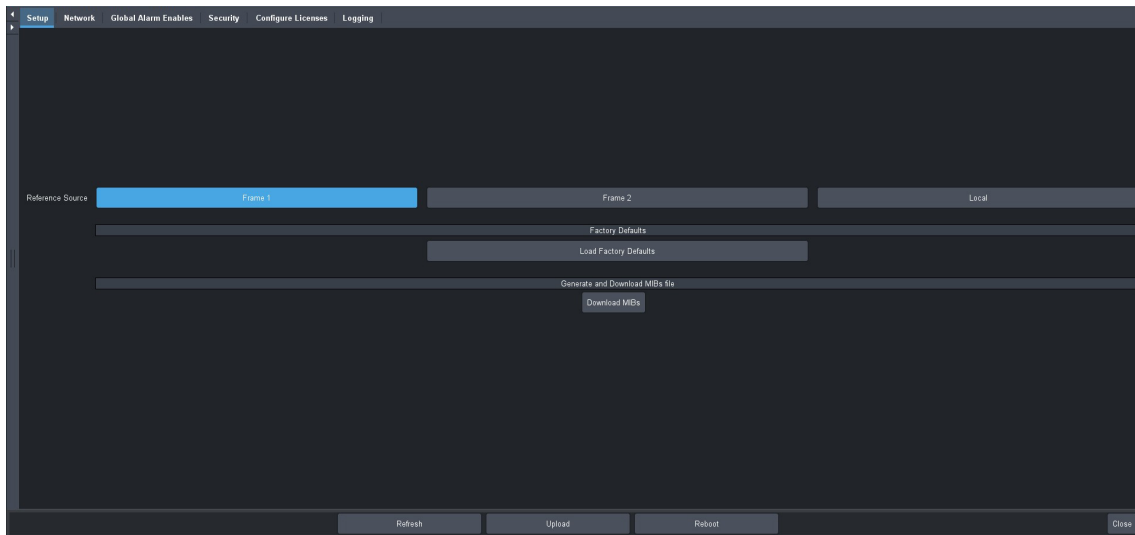 Setup Network Global Alarm Enables Security Configure Licenses Logging
Reference Source Frame 1 Frame 2 Local
Factory Defaults
Load Factory Defaults
Generate and Download MIBs file
Download MIBs
Refresh Upload Reboot Close